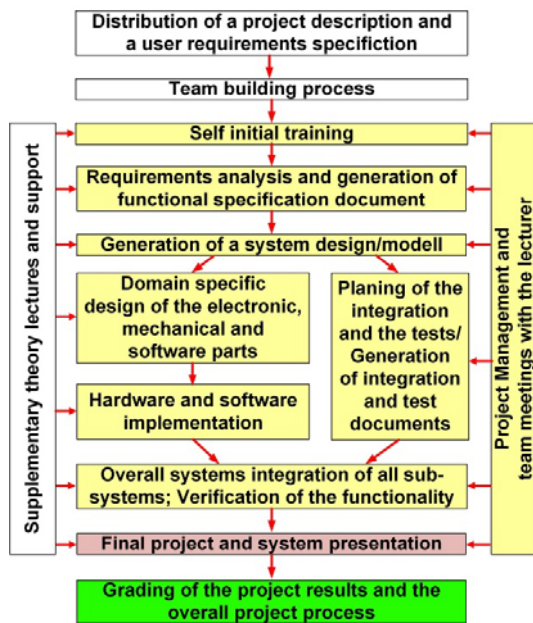 Distribution of a project description and
a user requirements specifiction
Team building process
Supplementary theory lectures and support
Self initial training
Requirements analysis and generation of
functional specification document
Generation of a system design/modell
Domain specific
design of the electronic,
mechanical and
software parts
Planing of the
integration
and the tests/
Generation
of integration
and test
documents
Hardware and software
implementation
Overall systems integration of all sub-
systems; Verification of the functionality
Final project and system presentation
Project Management and
team meetings with the lecturer
Grading of the project results and the
overall project process